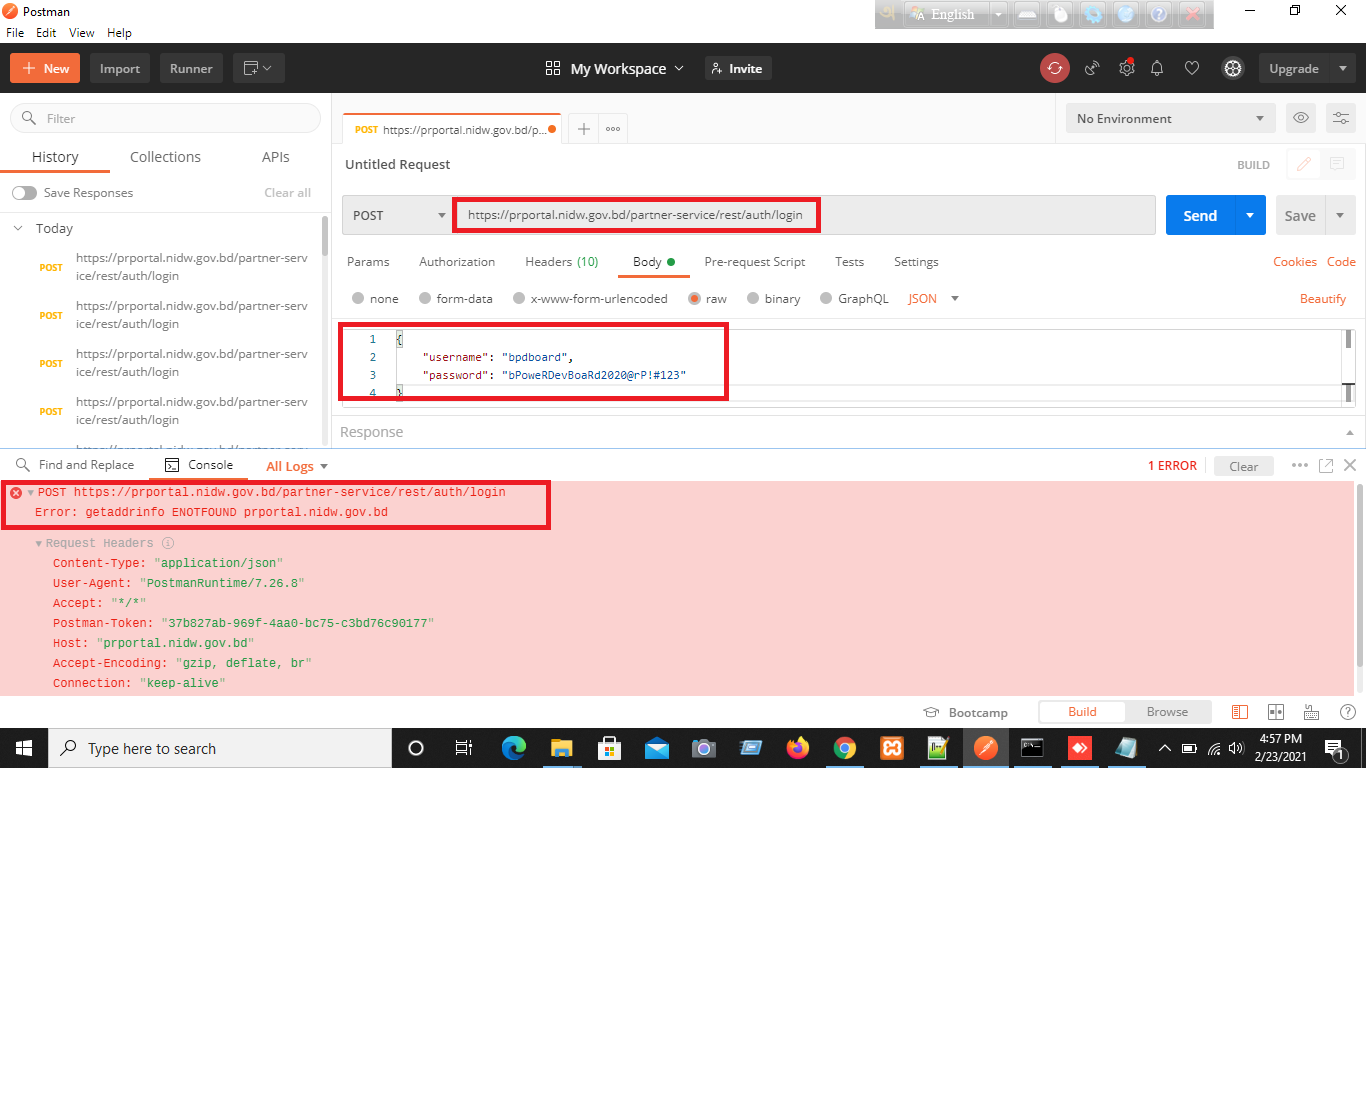 Postman
English
File Edit View Help
New Import Runner My Workspace Invite Upgrade
Filter
POST https://prportal.nidw.gov.bd/p... No Environment
History Collections APIs
Untitled Request BUILD
Save Responses Clear all
POST https://prportal.nidw.gov.bd/partner-service/rest/auth/login Send Save
Today
POST https://prportal.nidw.gov.bd/partner-serv
ice/rest/auth/login
POST https://prportal.nidw.gov.bd/partner-serv
ice/rest/auth/login
POST https://prportal.nidw.gov.bd/partner-serv
ice/rest/auth/login
POST https://prportal.nidw.gov.bd/partner-serv
ice/rest/auth/login
Params Authorization Headers (10) Body Pre-request Script Tests Settings Cookies Code
none form-data x-www-form-urlencoded raw binary GraphQL JSON Beautify
1 {
2 "username": "bpdboard",
3 "password": "bPoweRDevBoaRd2020@rP!#123"
4 }
Response
Find and Replace Console All Logs 1 ERROR Clear
POST https://prportal.nidw.gov.bd/partner-service/rest/auth/login
Error: getaddrinfo ENOTFOUND prportal.nidw.gov.bd
Request Headers
Content-Type: "application/json"
User-Agent: "PostmanRuntime/7.26.8"
Accept: "*/*"
Postman-Token: "37b827ab-969f-4aa0-bc75-c3bd76c90177"
Host: "prportal.nidw.gov.bd"
Accept-Encoding: "gzip, deflate, br"
Connection: "keep-alive"
Bootcamp Build Browse
Type here to search
4:57 PM
2/23/2021
1